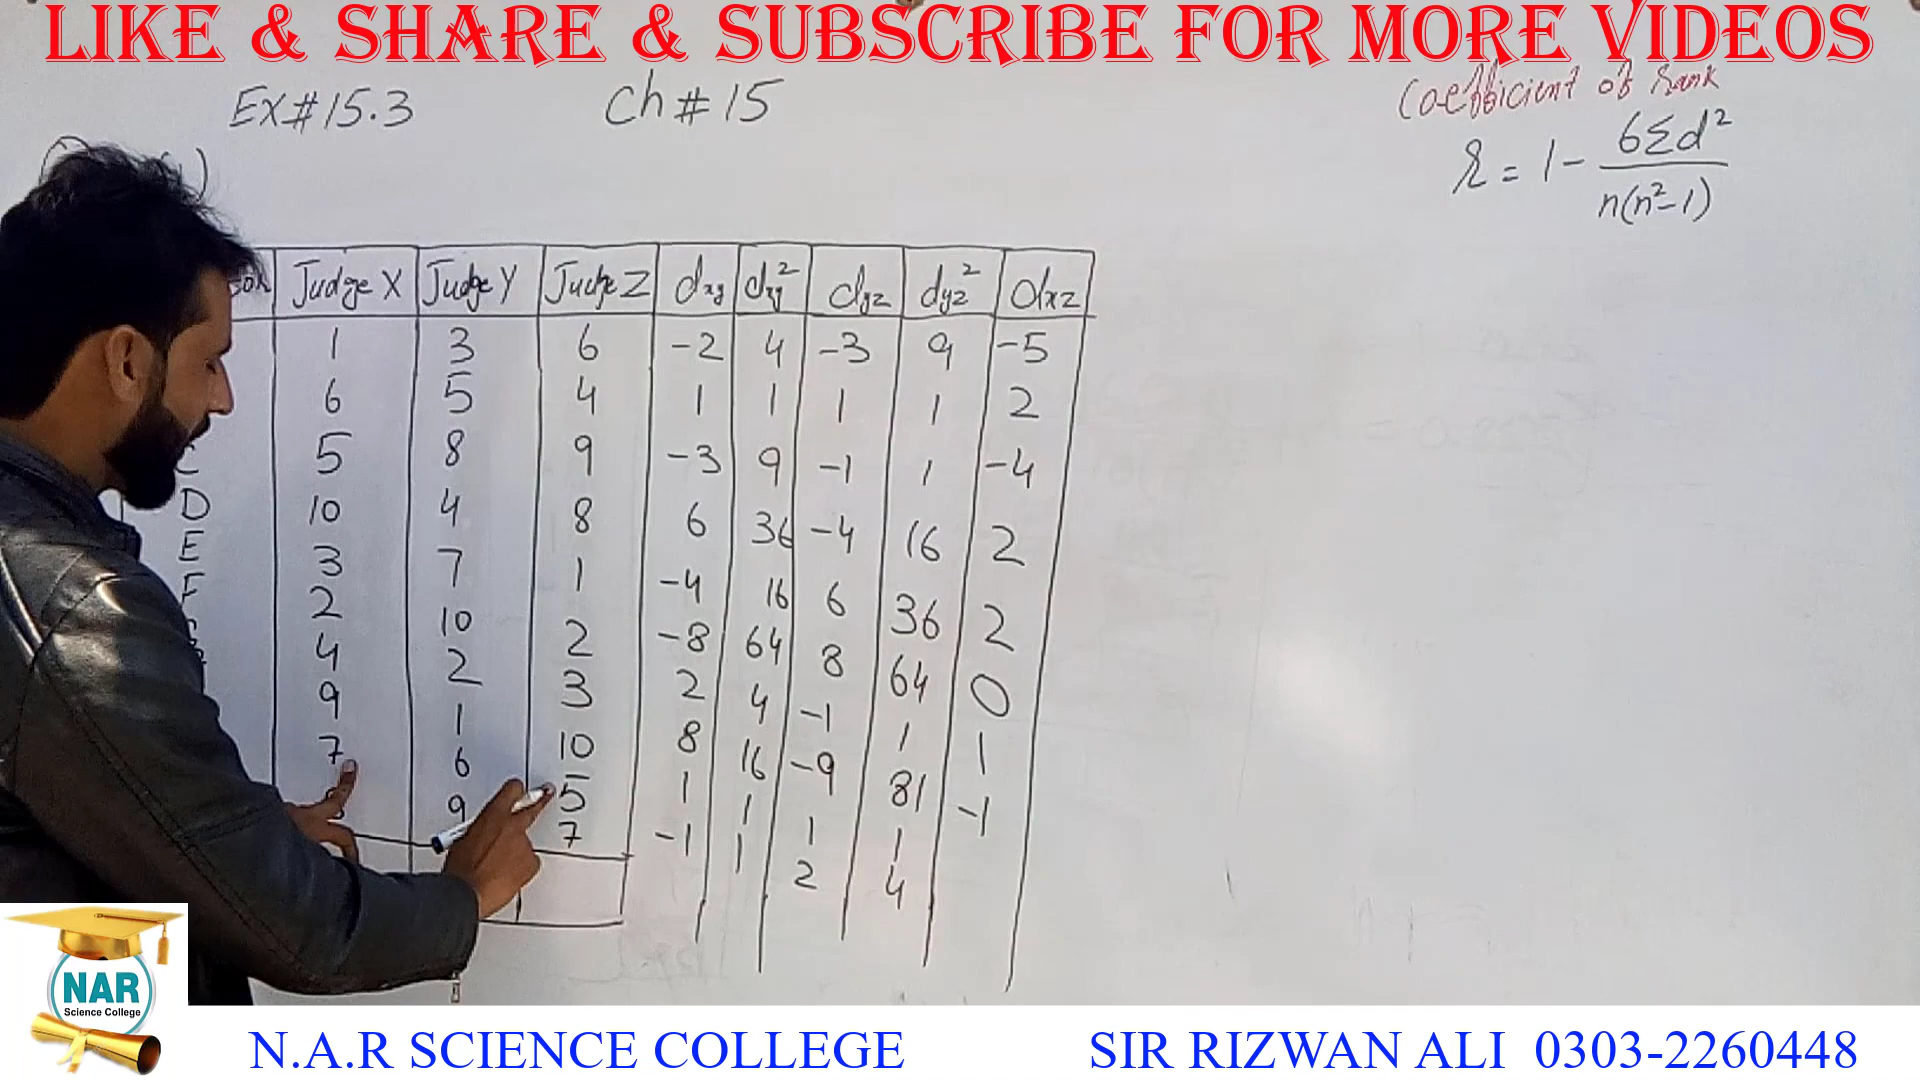 LIKE & SHARE & SUBSCRIBE FOR MORE VIDEOS
Ex#15.3 Ch#15
Coefficient of Rank
r = 1 - 6Σd² / n(n²-1)
Judge X Judge Y Judge Z dxy dxy² dyz dyz² dxz
1 3 6 -2 4 -3 9 -5
6 5 4 1 1 1 1 2
C 5 8 9 -3 9 -1 1 -4
D 10 4 8 6 36 -4 16 2
E 3 7 1 -4 16 6 36 2
F 2 10 2 -8 64 8 64 0
4 2 3 2 4 -1 1 1
9 1 10 8 16 -9 81 -1
7 6 5 1 1 1 1
9 7 -1 1 2 4
NAR
Science College
N.A.R SCIENCE COLLEGE SIR RIZWAN ALI 0303-2260448